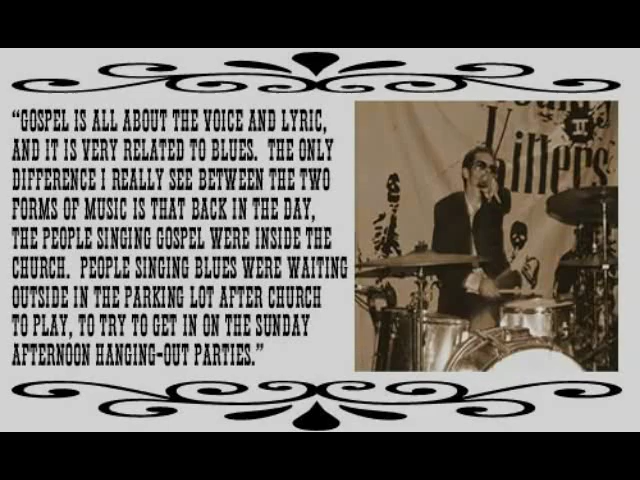 “GOSPEL IS ALL ABOUT THE VOICE AND LYRIC,
AND IT IS VERY RELATED TO BLUES. THE ONLY
DIFFERENCE I REALLY SEE BETWEEN THE TWO
FORMS OF MUSIC IS THAT BACK IN THE DAY,
THE PEOPLE SINGING GOSPEL WERE INSIDE THE
CHURCH. PEOPLE SINGING BLUES WERE WAITING
OUTSIDE IN THE PARKING LOT AFTER CHURCH
TO PLAY, TO TRY TO GET IN ON THE SUNDAY
AFTERNOON HANGING-OUT PARTIES.”
Killers